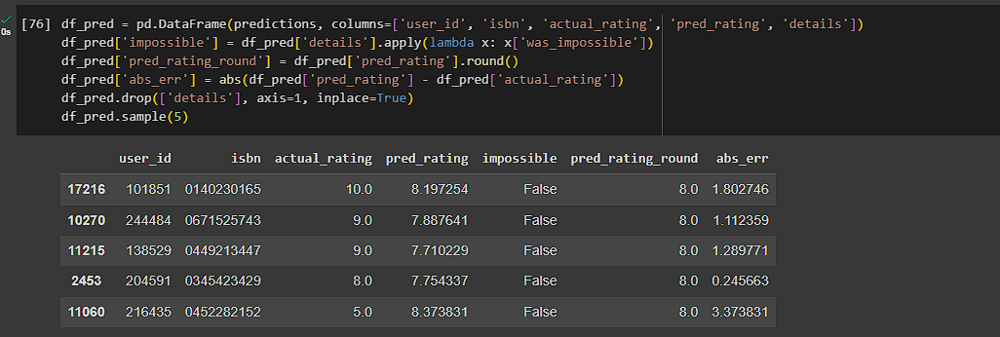 [76] df_pred = pd.DataFrame(predictions, columns=['user_id', 'isbn', 'actual_rating', 'pred_rating', 'details'])
df_pred['impossible'] = df_pred['details'].apply(lambda x: x['was_impossible'])
df_pred['pred_rating_round'] = df_pred['pred_rating'].round()
df_pred['abs_err'] = abs(df_pred['pred_rating'] - df_pred['actual_rating'])
df_pred.drop(['details'], axis=1, inplace=True)
df_pred.sample(5)
0s
user_id isbn actual_rating pred_rating impossible pred_rating_round abs_err
17216 101851 0140230165 10.0 8.197254 False 8.0 1.802746
10270 244484 0671525743 9.0 7.887641 False 8.0 1.112359
11215 138529 0449213447 9.0 7.710229 False 8.0 1.289771
2453 204591 0345423429 8.0 7.754337 False 8.0 0.245663
11060 216435 0452282152 5.0 8.373831 False 8.0 3.373831